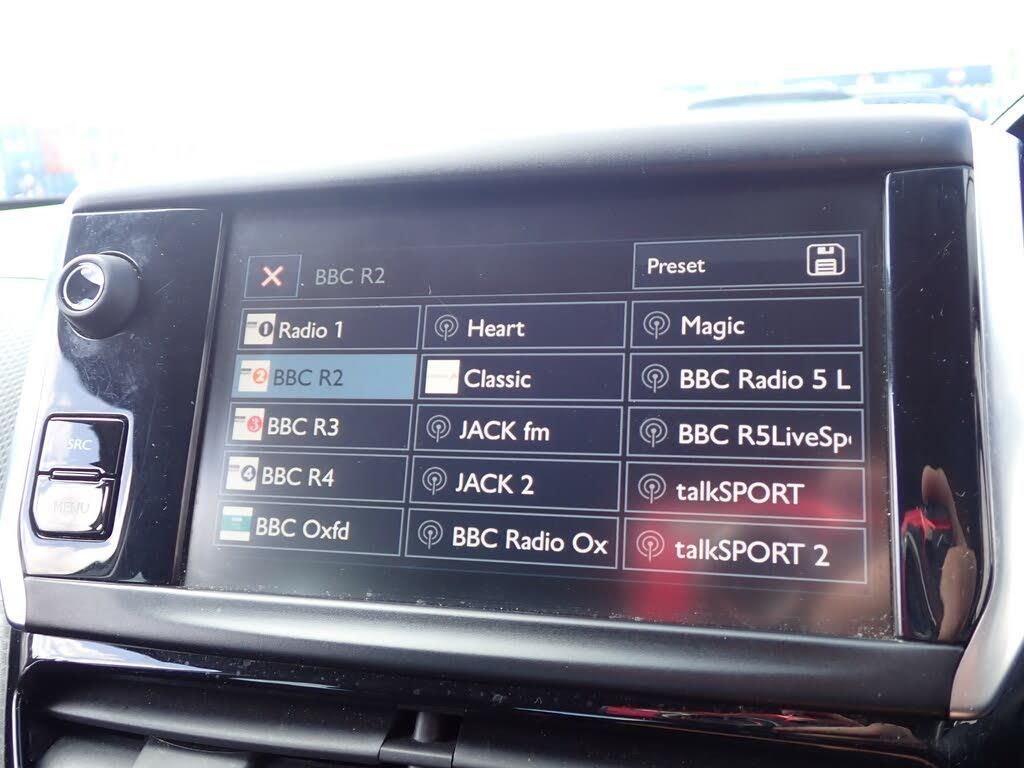 BBC R2
Preset
Radio 1
Heart
Magic
BBC R2
Classic
BBC Radio 5 L
BBC R3
JACK fm
BBC R5LiveSp
BBC R4
JACK 2
talkSPORT
BBC Oxfd
BBC Radio Ox
talkSPORT 2
SRC
MENU